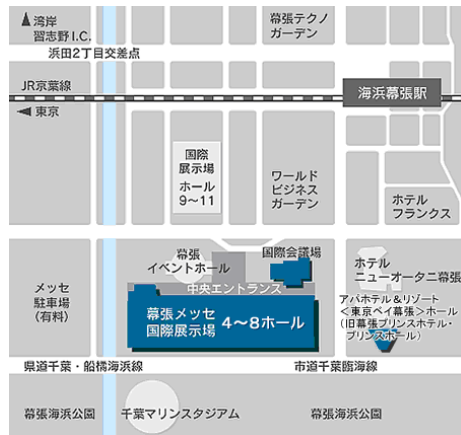 湾岸
習志野I.C.
浜田2丁目交差点
幕張テクノ
ガーデン
JR京葉線
海浜幕張駅
東京
国際
展示場
ホール
9～11
ワールド
ビジネス
ガーデン
ホテル
フランクス
幕張
イベントホール
国際会議場
ホテル
ニューオータニ幕張
メッセ
駐車場
(有料)
中央エントランス
幕張メッセ
国際展示場
4～8ホール
アパホテル&リゾート
<東京ベイ幕張>ホール
(旧幕張プリンスホテル・
プリンスホール)
県道千葉・船橋海浜線
市道千葉臨海線
幕張海浜公園
千葉マリンスタジアム
幕張海浜公園